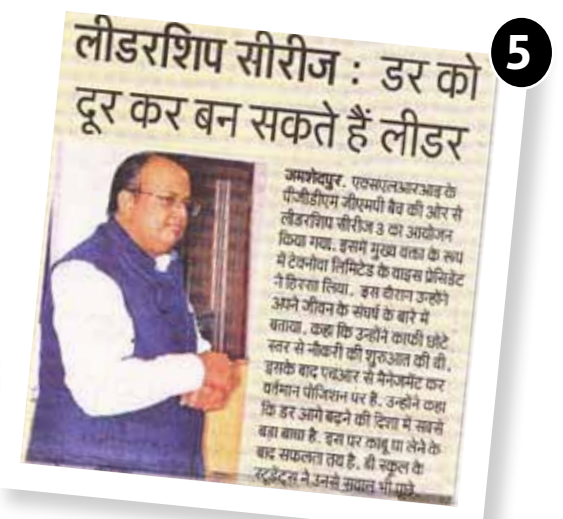 5
लीडरशिप सीरीज : डर को
दूर कर बन सकते हैं लीडर
जमशेदपुर. एक्सएलआरआइ के
पीजीडीएम जीएमपी बैच की ओर से
लीडरशिप सीरीज 3 का आयोजन
किया गया. इसमें मुख्य वक्ता के रूप
में टेक्नोवा लिमिटेड के वाइस प्रेसिडेंट
ने हिस्सा लिया. इस दौरान उन्होंने
अपने जीवन के संघर्ष के बारे में
बताया. कहा कि उन्होंने काफी छोटे
स्तर से नौकरी की शुरुआत की थी.
इसके बाद एचआर से मैनेजमेंट कर
वर्तमान पोजिशन पर है. उन्होंने कहा
कि डर आगे बढ़ने की दिशा में सबसे
बड़ा बाधा है. इस पर काबू पा लेने के
बाद सफलता तय है. बी स्कूल के
स्टूडेंट्स ने उनसे सवाल भी पूछे.